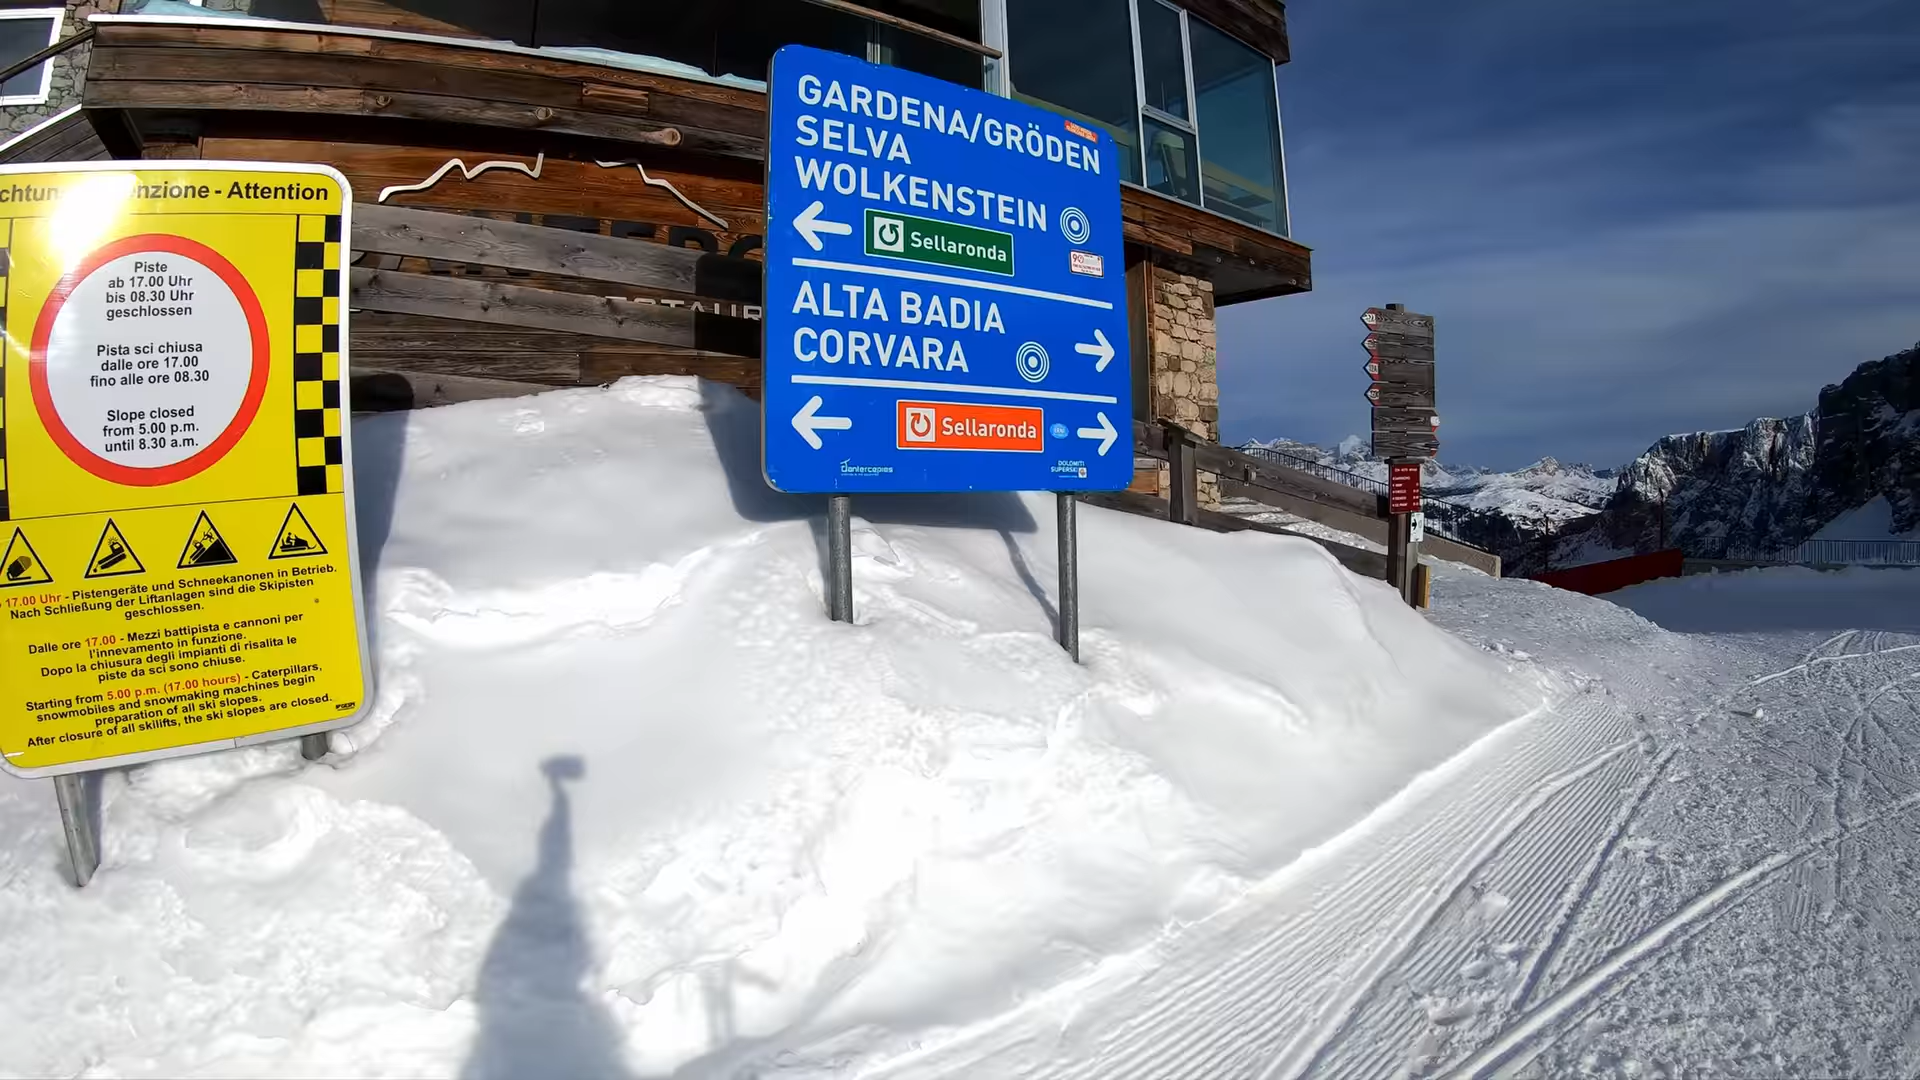 enzione - Attention
Piste
ab 17.00 Uhr
bis 08.30 Uhr
geschlossen
Pista sci chiusa
dalle ore 17.00
fino alle ore 08.30
Slope closed
from 5.00 p.m.
until 8.30 a.m.
17.00 Uhr - Pistengeräte und Schneekanonen in Betrieb.
Nach Schließung der Liftanlagen sind die Skipisten
geschlossen.
Dalle ore 17.00 - Mezzi battipista e cannoni per
l'innevamento in funzione.
Dopo la chiusura degli impianti di risalita le
piste da sci sono chiuse.
Starting from 5.00 p.m. (17.00 hours) - Caterpillars,
snowmobiles and snowmaking machines begin
preparation of all ski slopes.
After closure of all skilifts, the ski slopes are closed.
GARDENA/GRÖDEN
SELVA
WOLKENSTEIN
Sellaronda
ALTA BADIA
CORVARA
Sellaronda
dantercepies
DOLOMITI
SUPERSKI